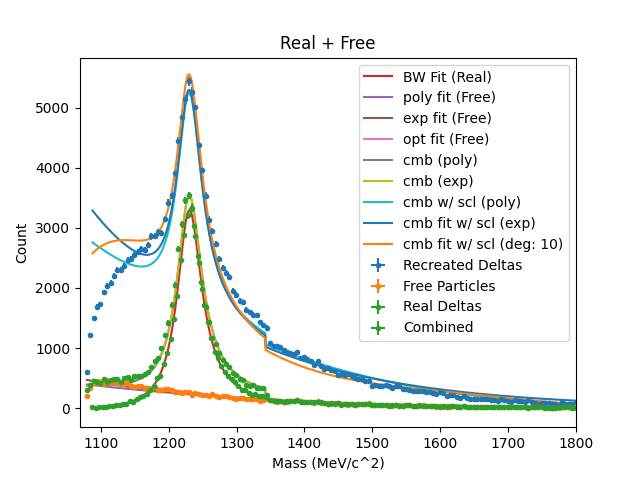 Real + Free
BW Fit (Real)
poly fit (Free)
exp fit (Free)
opt fit (Free)
cmb (poly)
cmb (exp)
cmb w/ scl (poly)
cmb fit w/ scl (exp)
cmb fit w/ scl (deg: 10)
Recreated Deltas
Free Particles
Real Deltas
Combined
Count
5000
4000
3000
2000
1000
0
1100 1200 1300 1400 1500 1600 1700 1800
Mass (MeV/c^2)